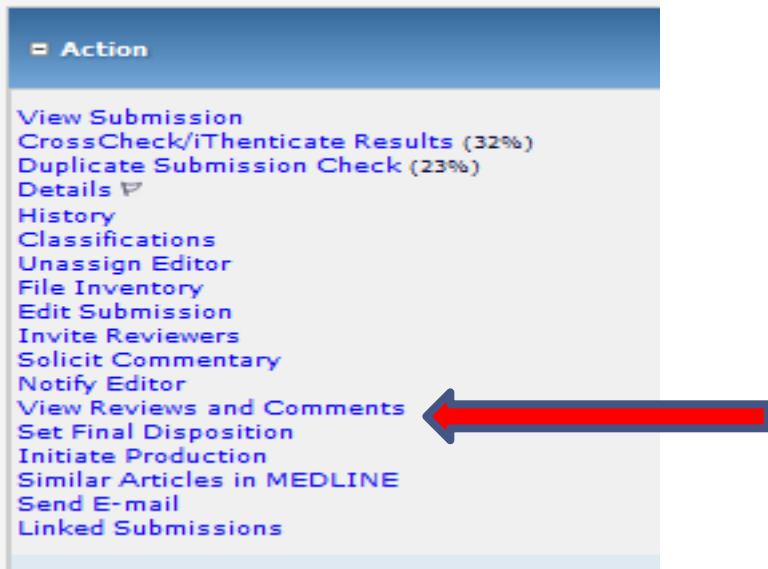 Action
View Submission
CrossCheck/iThenticate Results (32%)
Duplicate Submission Check (23%)
Details
History
Classifications
Unassign Editor
File Inventory
Edit Submission
Invite Reviewers
Solicit Commentary
Notify Editor
View Reviews and Comments
Set Final Disposition
Initiate Production
Similar Articles in MEDLINE
Send E-mail
Linked Submissions